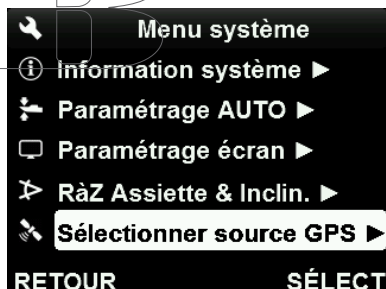 Menu système
Information système ►
Paramétrage AUTO ►
Paramétrage écran ►
RàZ Assiette & Inclin. ►
Sélectionner source GPS ►
RETOUR SÉLECT